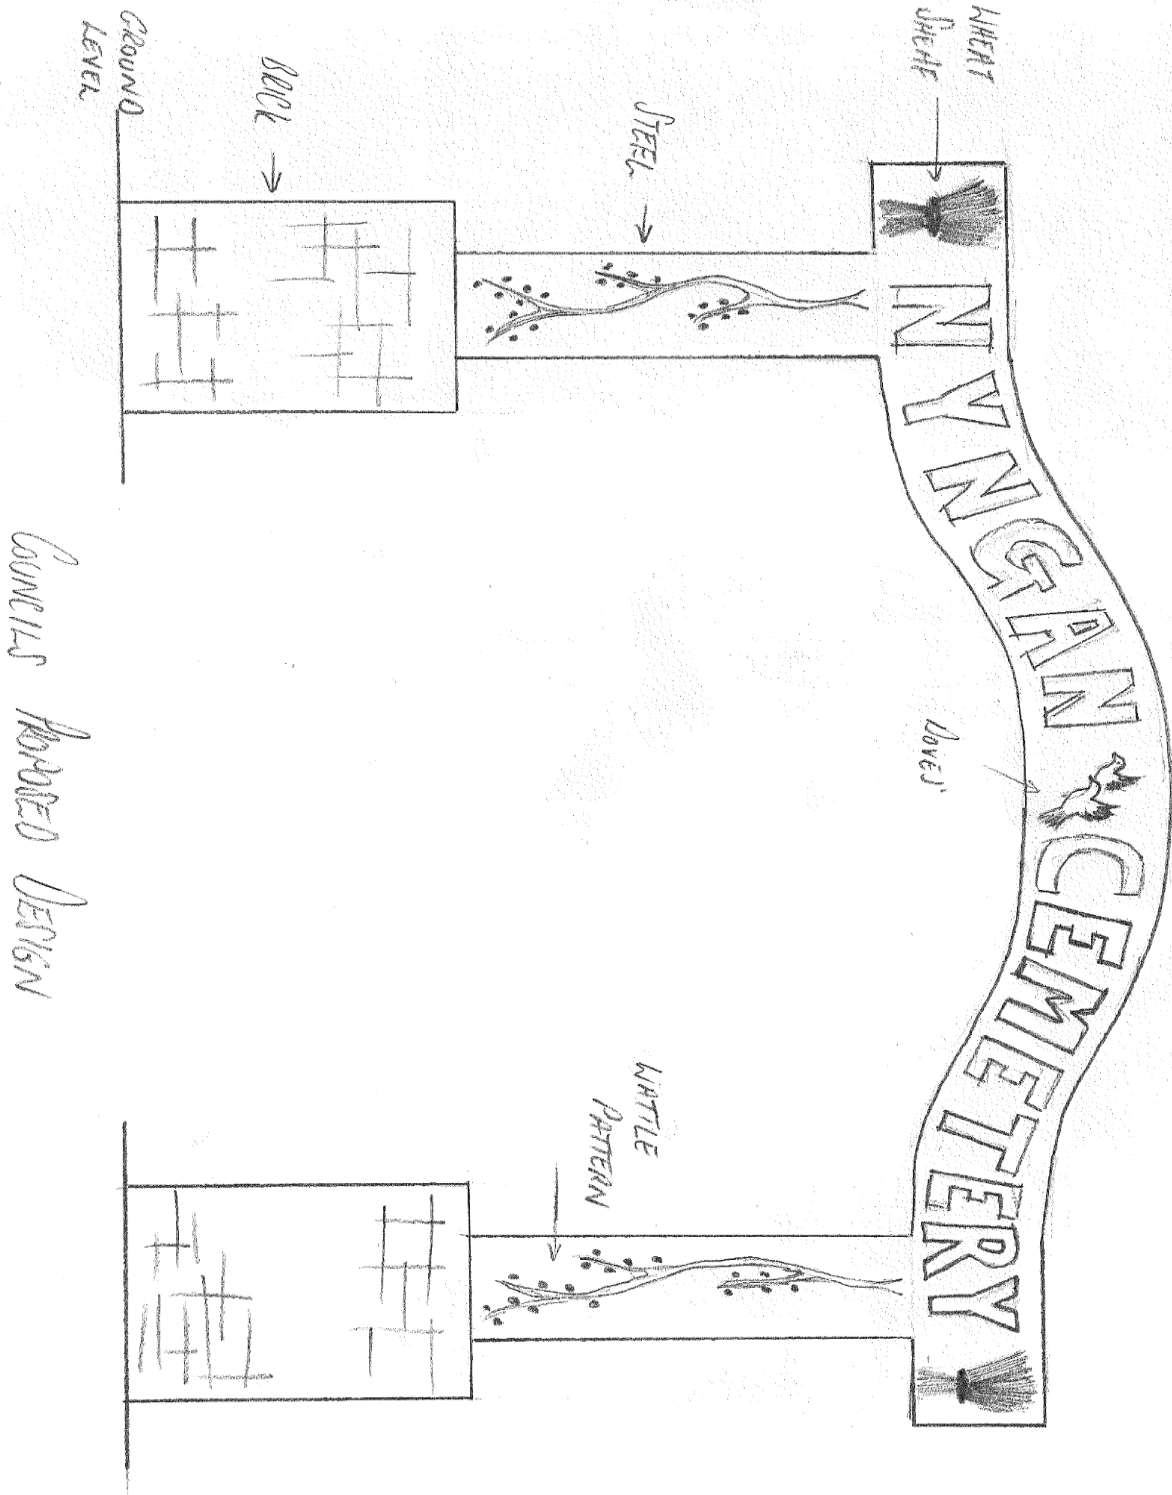 WHEAT
SHEAF
NYNGAN CEMETERY
DOVES
STEEL
WATTLE
PATTERN
BRICK
GROUND
LEVEL
COUNCILS PROPOSED DESIGN